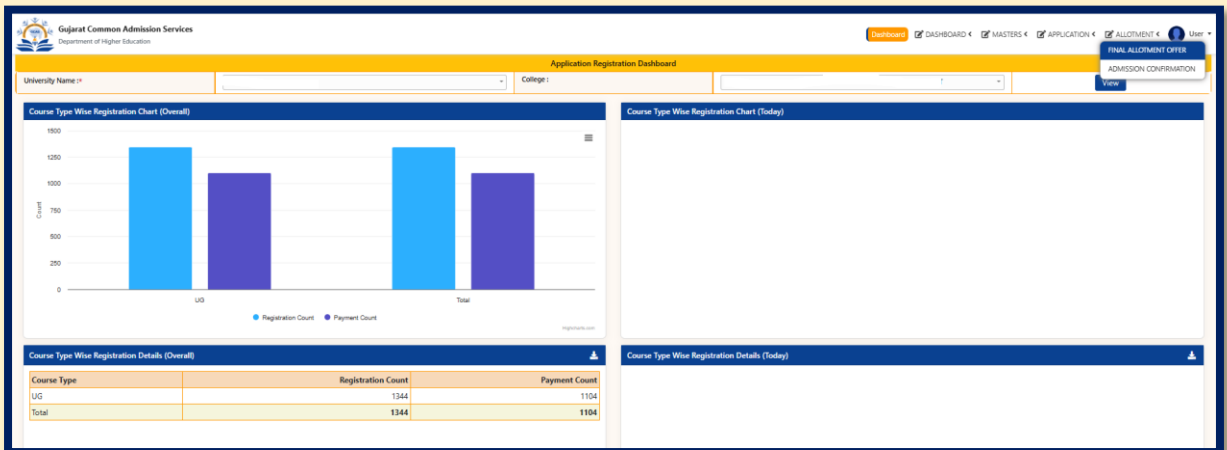 Gujarat Common Admission Services
Department of Higher Education
Dashboard DASHBOARD < MASTERS < APPLICATION < ALLOTMENT < User
FINAL ALLOTMENT OFFER
ADMISSION CONFIRMATION
Application Registration Dashboard
University Name :* College : View
Course Type Wise Registration Chart (Overall)
1500
1250
1000
750
500
250
0
Count
UG Total
Registration Count Payment Count
Highcharts.com
Course Type Wise Registration Chart (Today)
Course Type Wise Registration Details (Overall)
Course Type Registration Count Payment Count
UG 1344 1104
Total 1344 1104
Course Type Wise Registration Details (Today)